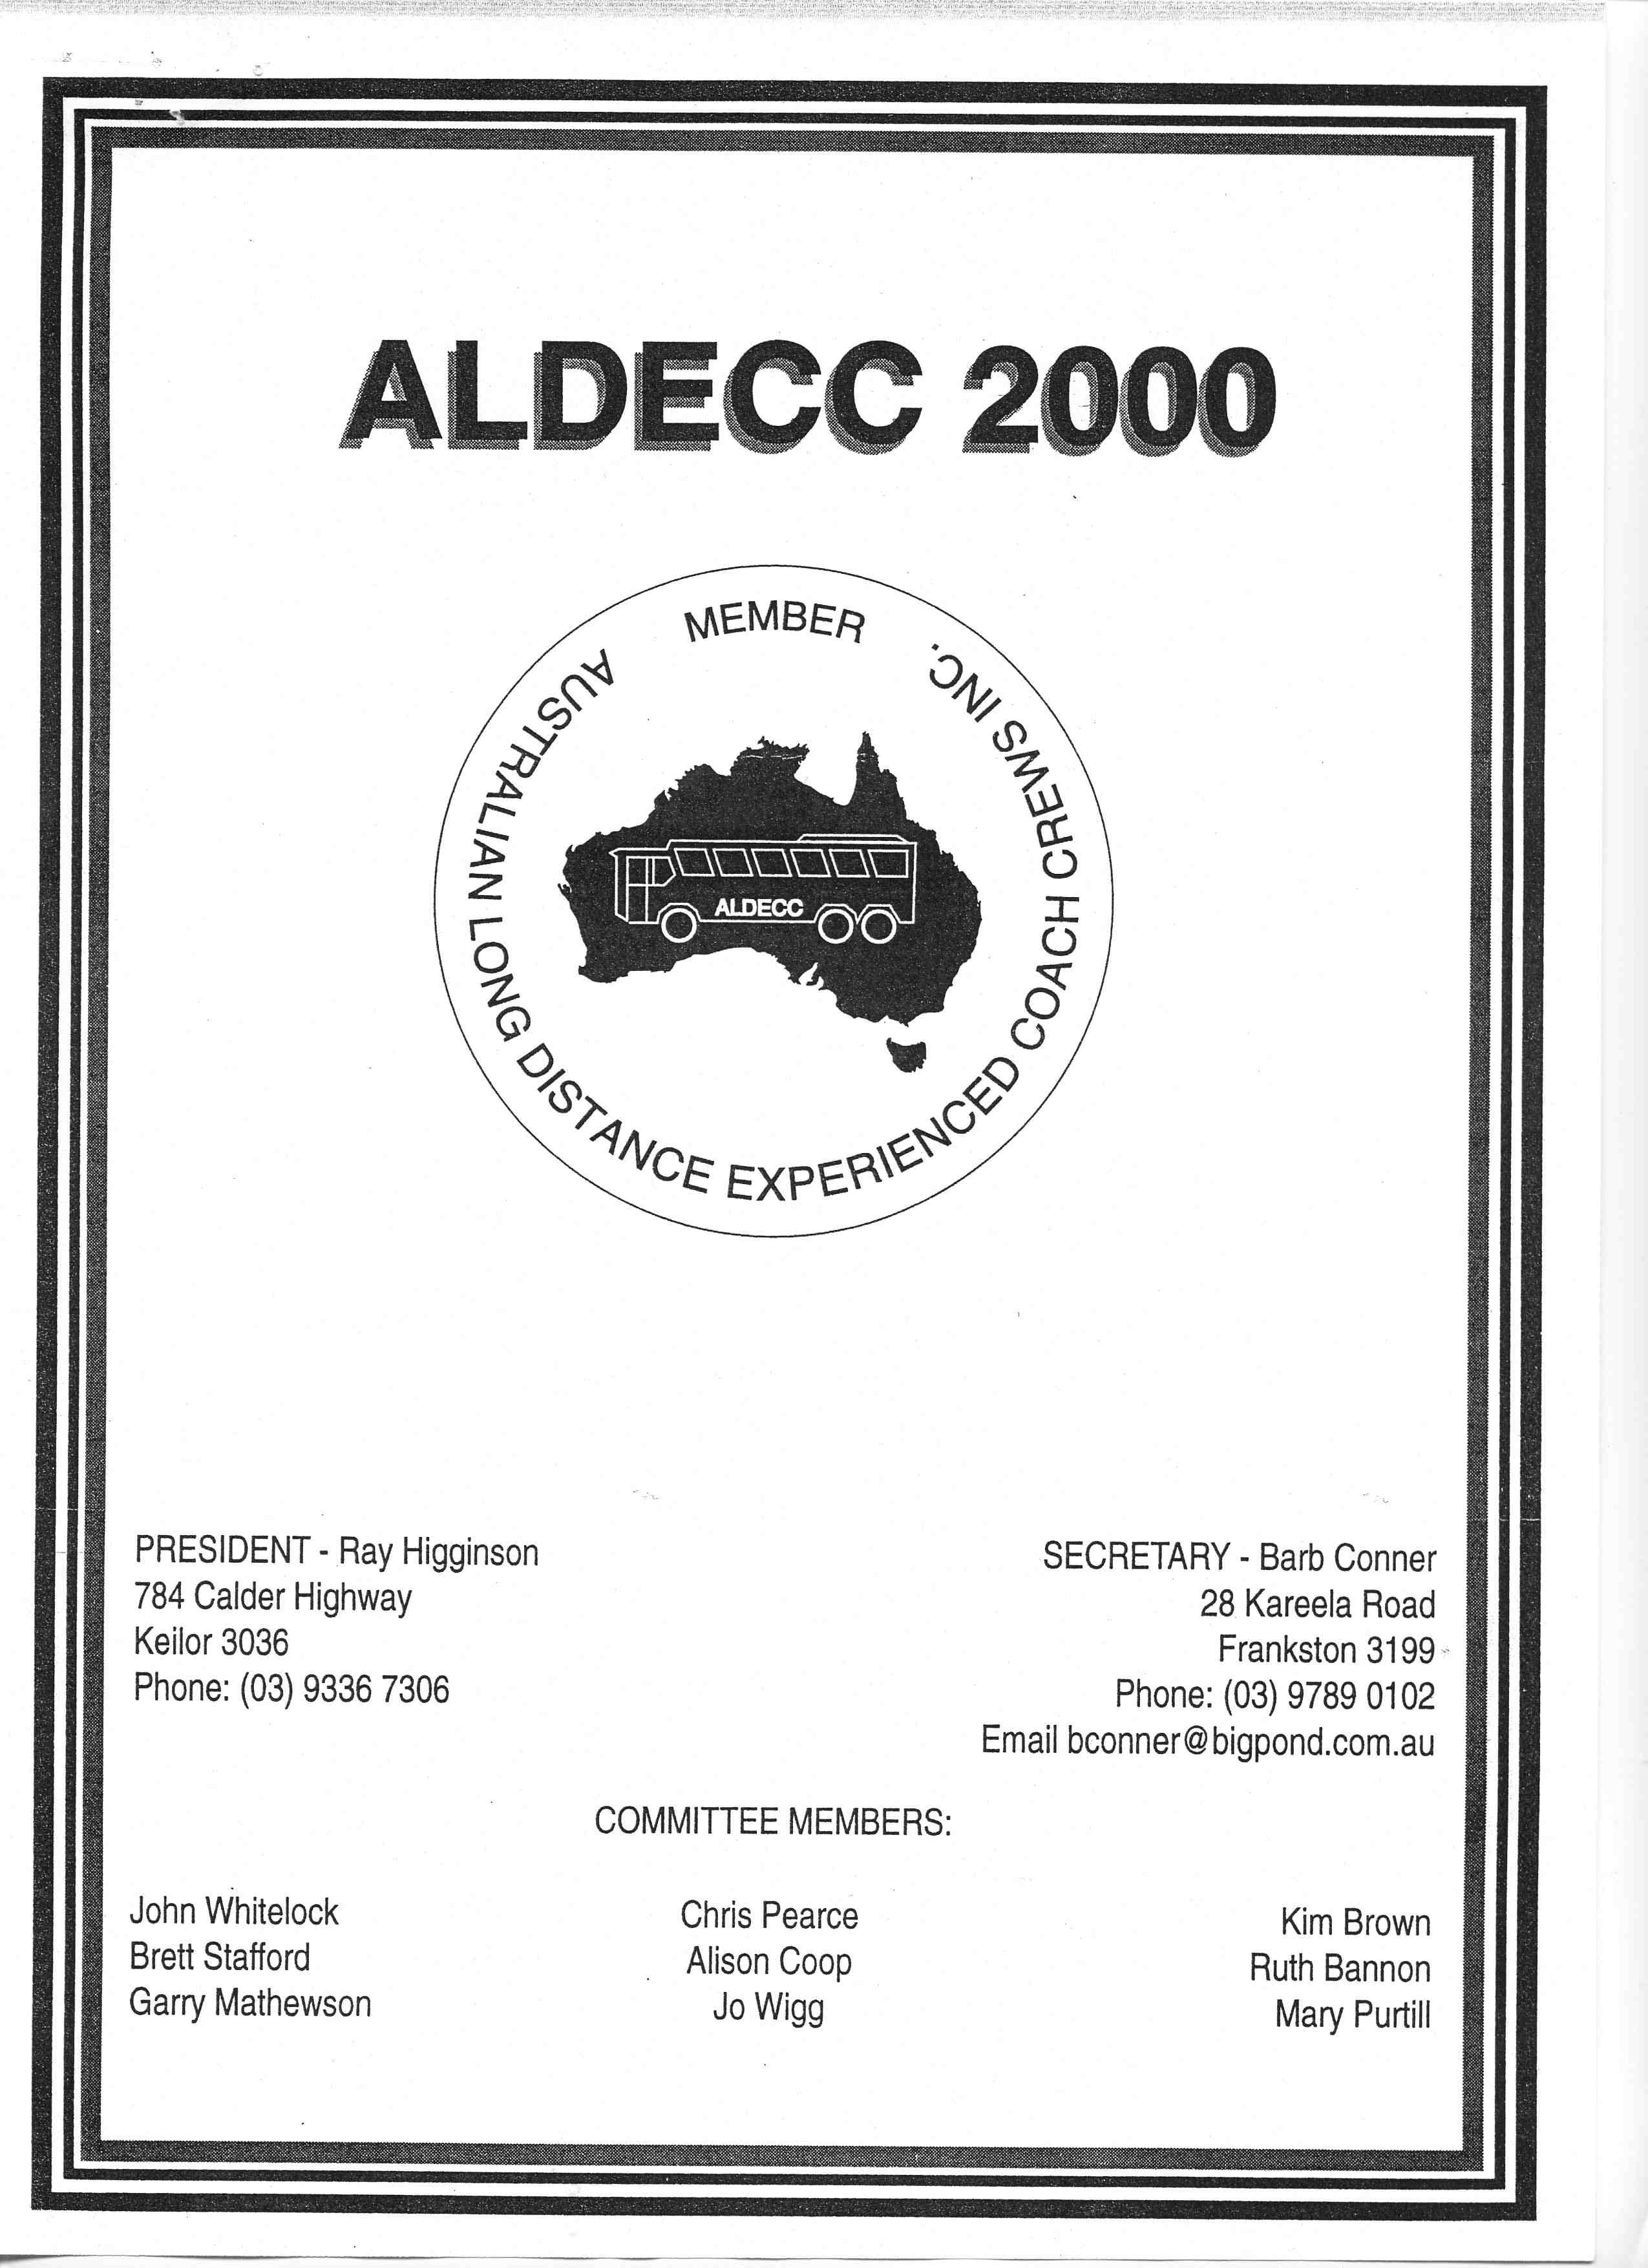 ALDECC 2000
MEMBER
AUSTRALIAN LONG DISTANCE EXPERIENCED COACH CREWS INC.
ALDECC
PRESIDENT - Ray Higginson
784 Calder Highway
Keilor 3036
Phone: (03) 9336 7306
SECRETARY - Barb Conner
28 Kareela Road
Frankston 3199
Phone: (03) 9789 0102
Email bconner@bigpond.com.au
COMMITTEE MEMBERS:
John Whitelock
Brett Stafford
Garry Mathewson
Chris Pearce
Alison Coop
Jo Wigg
Kim Brown
Ruth Bannon
Mary Purtill